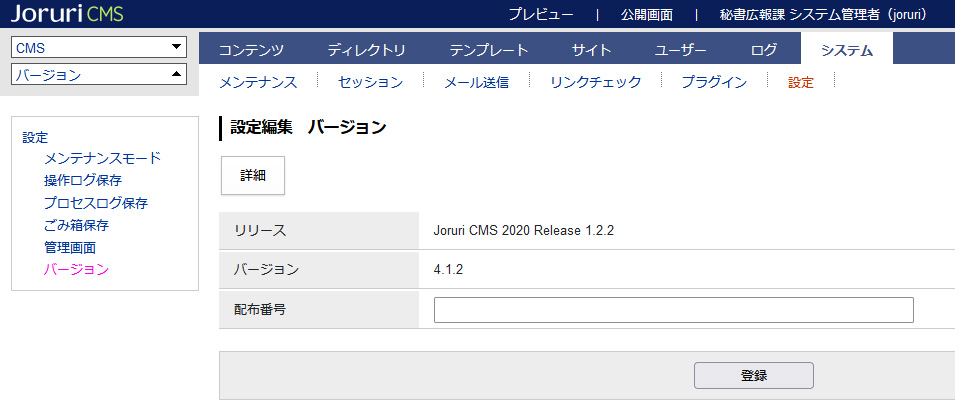 Joruri CMS
プレビュー | 公開画面 | 秘書広報課 システム管理者（joruri）
CMS
バージョン
コンテンツ ディレクトリ テンプレート サイト ユーザー ログ システム
メンテナンス セッション メール送信 リンクチェック プラグイン 設定
設定
メンテナンスモード
操作ログ保存
プロセスログ保存
ごみ箱保存
管理画面
バージョン
設定編集　バージョン
詳細
リリース Joruri CMS 2020 Release 1.2.2
バージョン 4.1.2
配布番号
登録